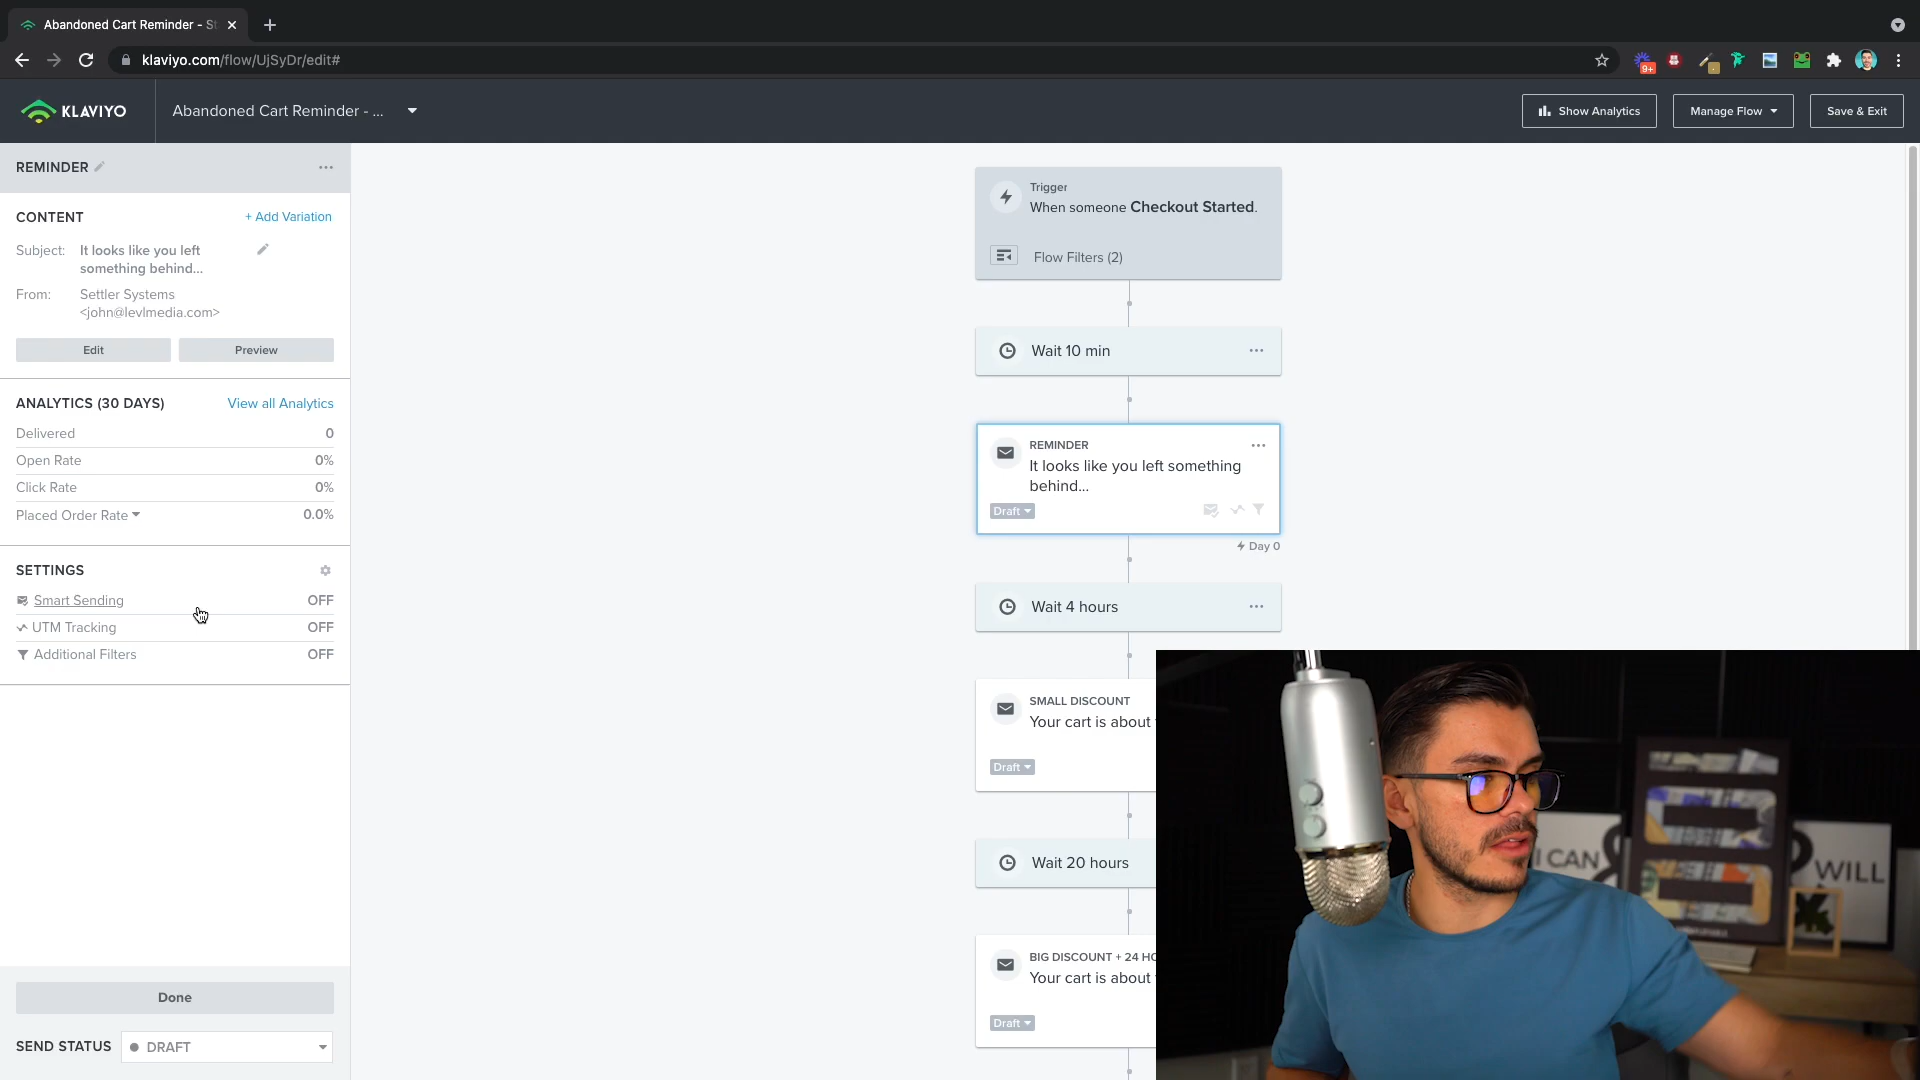 Abandoned Cart Reminder - St
klaviyo.com/flow/UjSyDr/edit#
9+
KLAVIYO
Abandoned Cart Reminder - ...
Show Analytics
Manage Flow
Save & Exit
REMINDER
CONTENT
+ Add Variation
Subject: It looks like you left
something behind...
From: Settler Systems
<john@levlmedia.com>
Edit
Preview
ANALYTICS (30 DAYS)
View all Analytics
Delivered 0
Open Rate 0%
Click Rate 0%
Placed Order Rate 0.0%
SETTINGS
Smart Sending OFF
UTM Tracking OFF
Additional Filters OFF
Done
SEND STATUS DRAFT
Trigger
When someone Checkout Started.
Flow Filters (2)
Wait 10 min
REMINDER
It looks like you left something
behind...
Draft
Day 0
Wait 4 hours
SMALL DISCOUNT
Your cart is about
Draft
Wait 20 hours
BIG DISCOUNT + 24 HO
Your cart is about
Draft
I CAN
WILL